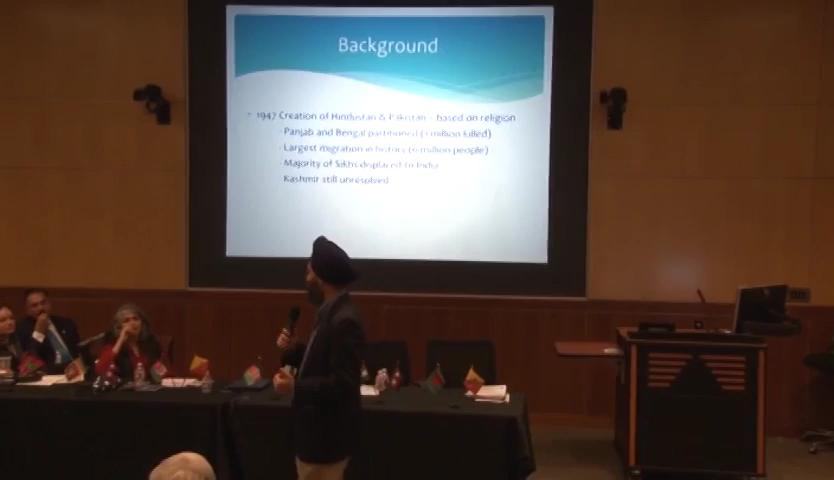 Background
1947 Creation of Hindustan & Pakistan - based on religion
Panjab and Bengal partitioned (1 million killed)
Largest migration in history ( million people)
Majority of Sikhs displaced to India
Kashmir still unresolved